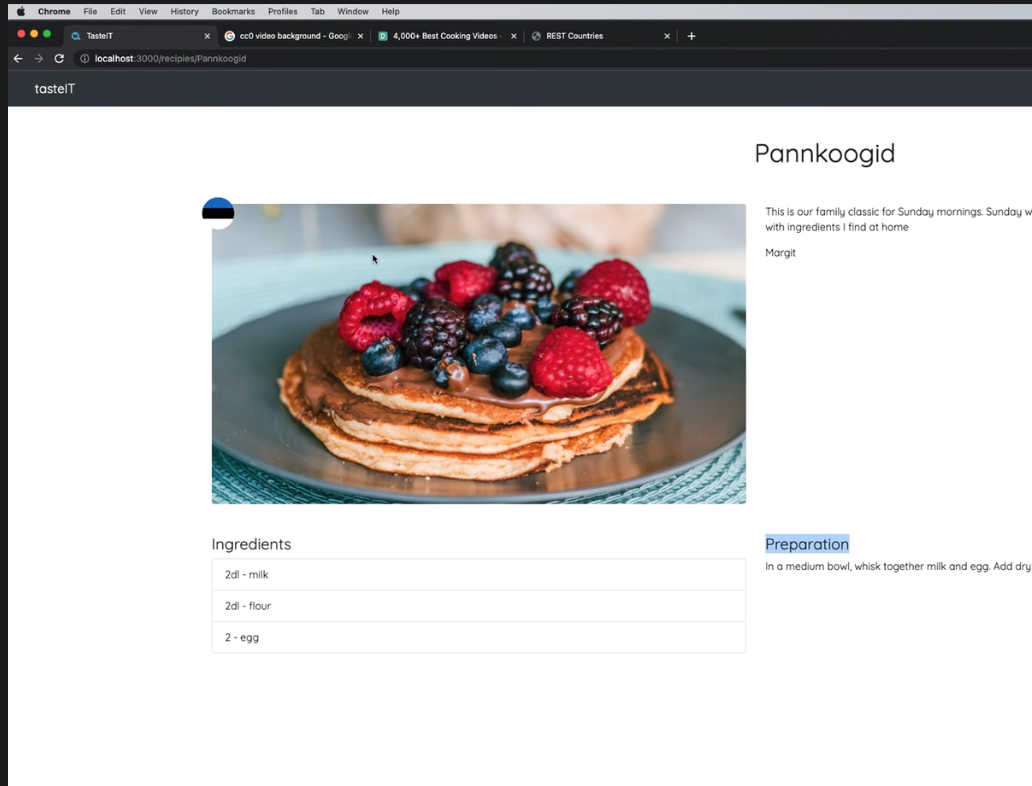 Chrome File Edit View History Bookmarks Profiles Tab Window Help
TasteIT cc0 video background - Googl 4,000+ Best Cooking Videos REST Countries
localhost:3000/recipies/Pannkoogid
tasteIT
Pannkoogid
This is our family classic for Sunday mornings. Sunday w
with ingredients I find at home
Margit
Ingredients
2dl - milk
2dl - flour
2 - egg
Preparation
In a medium bowl, whisk together milk and egg. Add dry